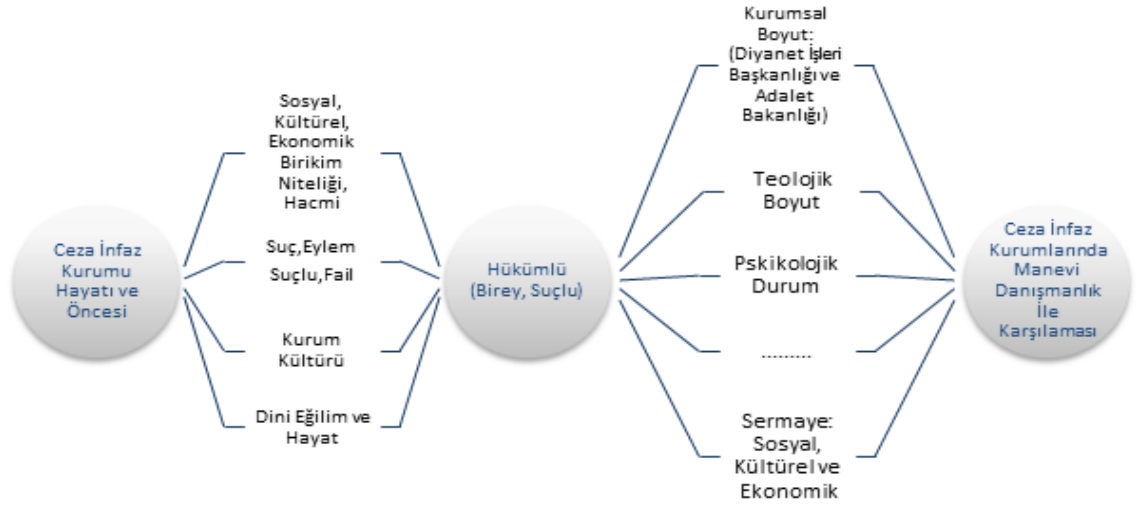 Ceza İnfaz
Kurumu
Hayatı ve
Öncesi
Sosyal,
Kültürel,
Ekonomik
Birikim
Niteliği,
Hacmi
Suç,Eylem
Suçlu,Fail
Kurum
Kültürü
Dini Eğilim ve
Hayat
Hükümlü
(Birey, Suçlu)
Kurumsal
Boyut:
(Diyanet İşleri
Başkanlığı ve
Adalet
Bakanlığı)
Teolojik
Boyut
Pskikolojik
Durum
.........
Sermaye:
Sosyal,
Kültürel ve
Ekonomik
Ceza İnfaz
Kurumlarında
Manevi
Danışmanlık
İle
Karşılaması